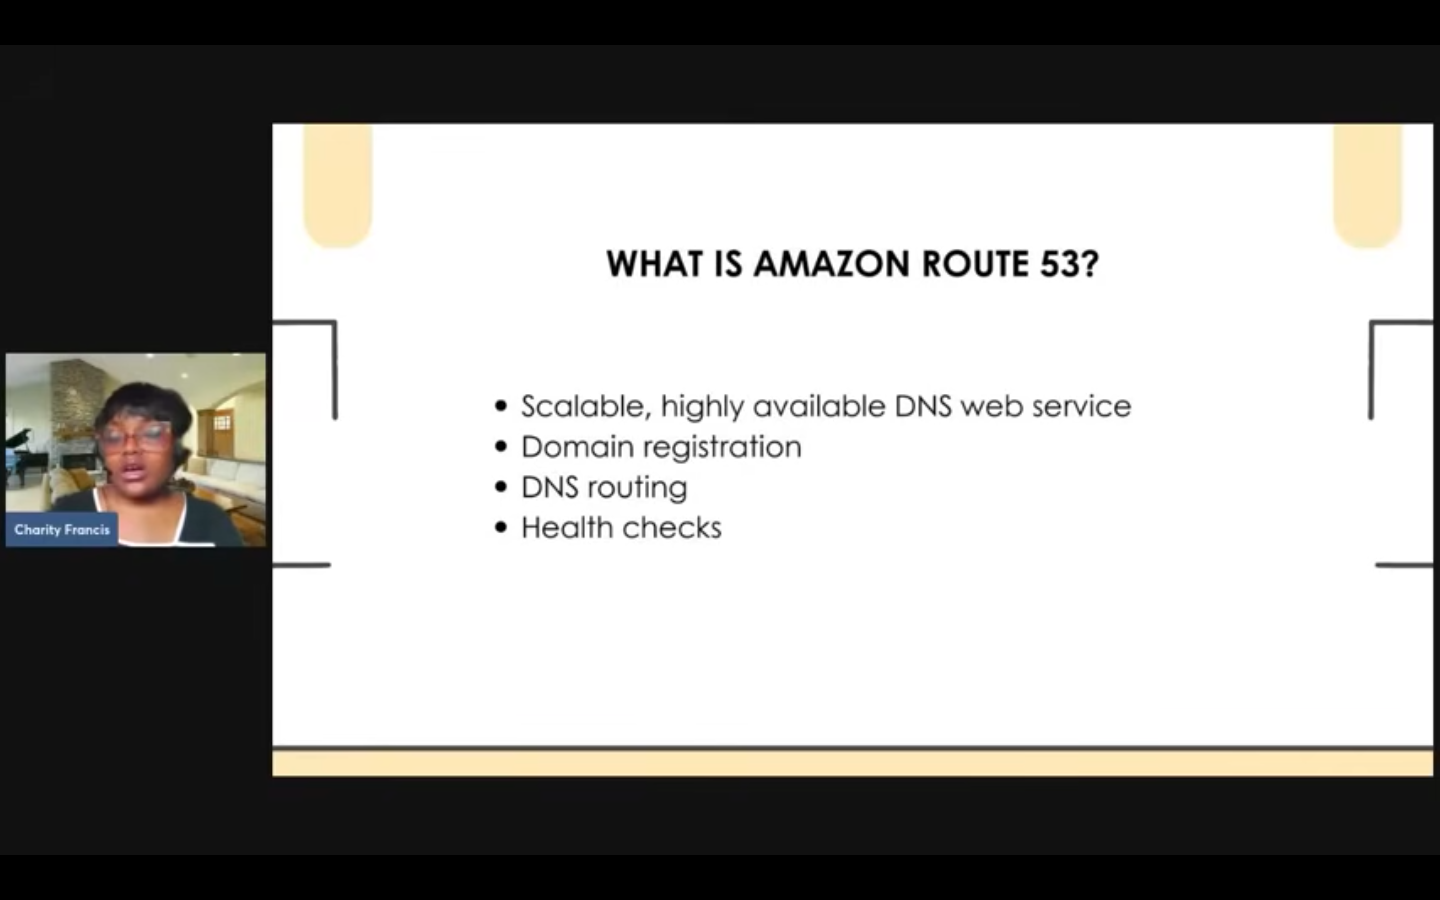 WHAT IS AMAZON ROUTE 53?
• Scalable, highly available DNS web service
• Domain registration
• DNS routing
• Health checks
Charity Francis